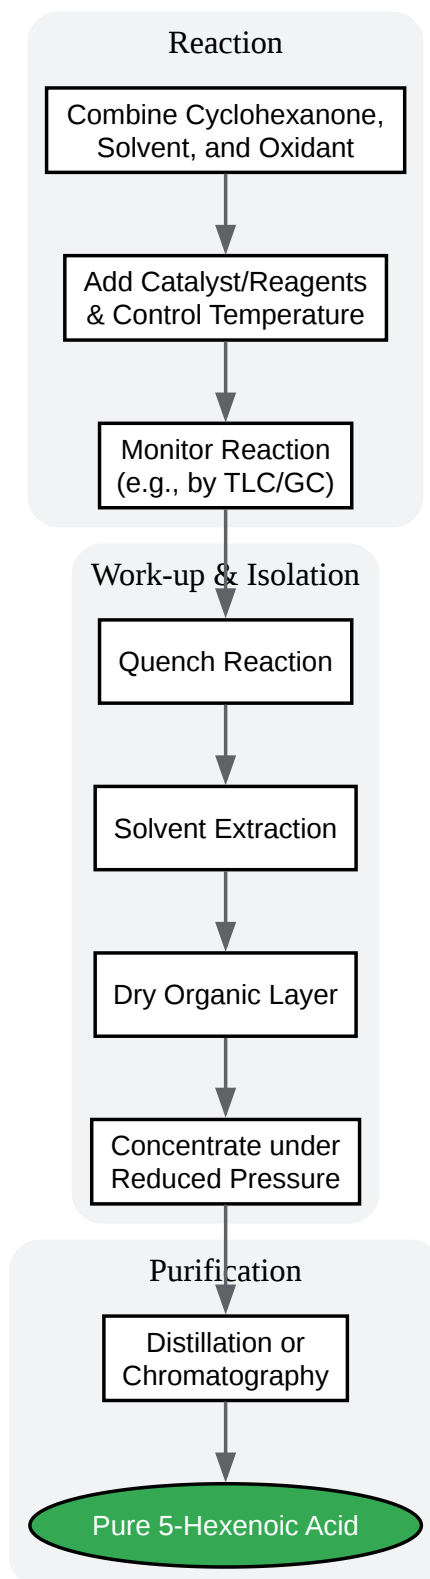 Reaction
Combine Cyclohexanone,
Solvent, and Oxidant
Add Catalyst/Reagents
& Control Temperature
Monitor Reaction
(e.g., by TLC/GC)
Work-up & Isolation
Quench Reaction
Solvent Extraction
Dry Organic Layer
Concentrate under
Reduced Pressure
Purification
Distillation or
Chromatography
Pure 5-Hexenoic Acid